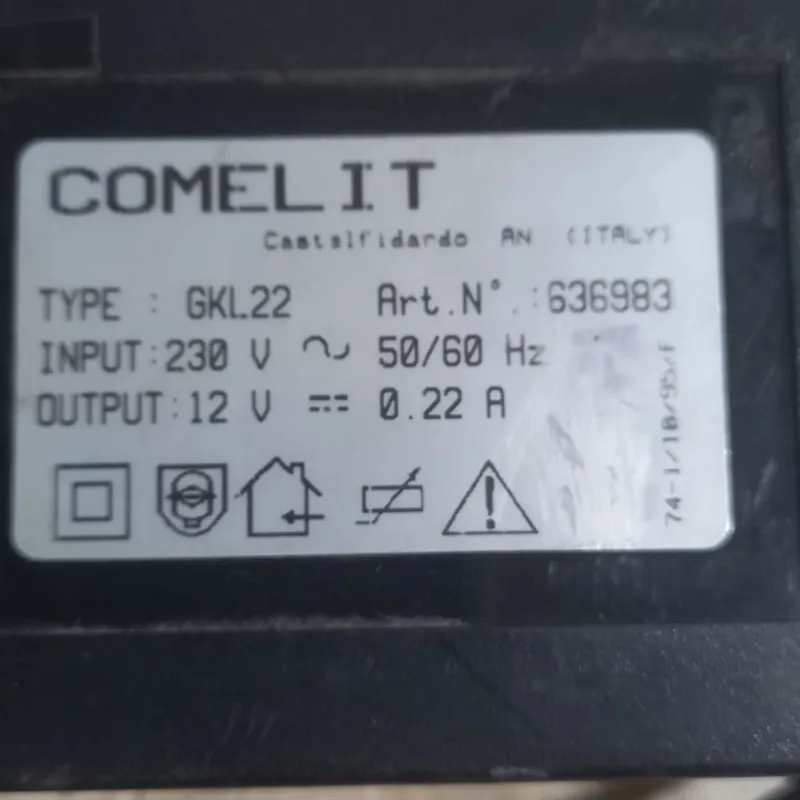 COMELIT
Castelfidardo AN (ITALY)
TYPE : GKL22 Art.N°.:636983
INPUT:230 V ~ 50/60 Hz
OUTPUT:12 V ⎓ 0.22 A
74-1/10/95/F